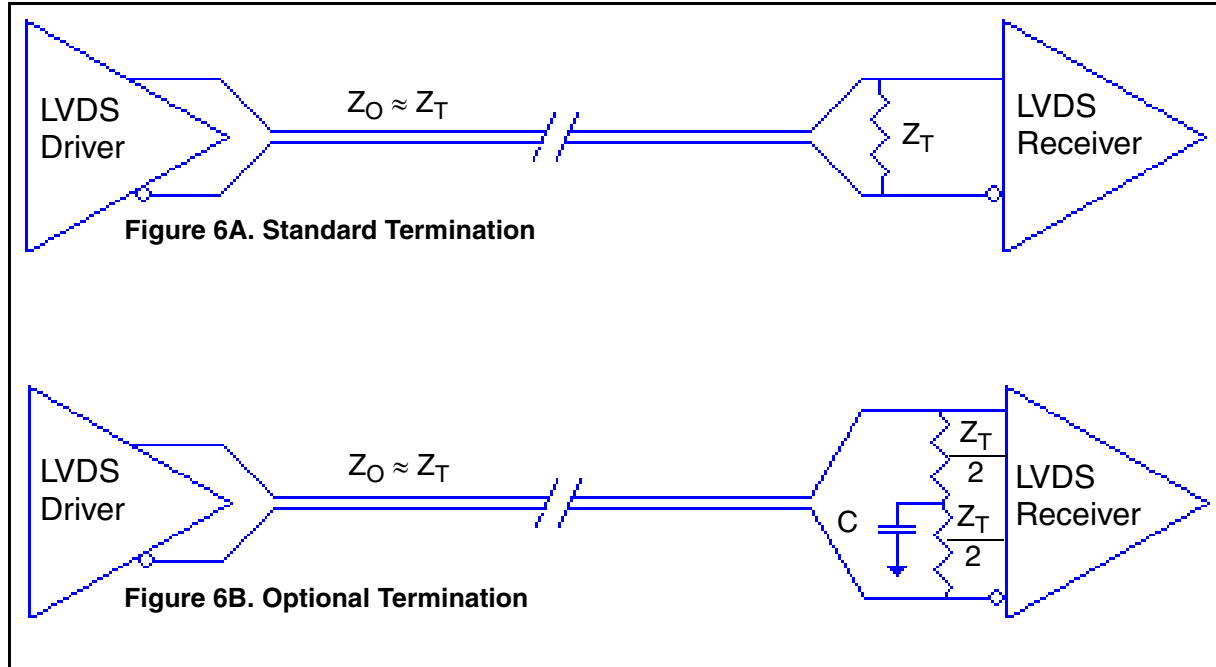 LVDS
Driver
Z_O ≈ Z_T
Z_T
LVDS
Receiver
Figure 6A. Standard Termination
LVDS
Driver
Z_O ≈ Z_T
C
Z_T
2
Z_T
2
LVDS
Receiver
Figure 6B. Optional Termination